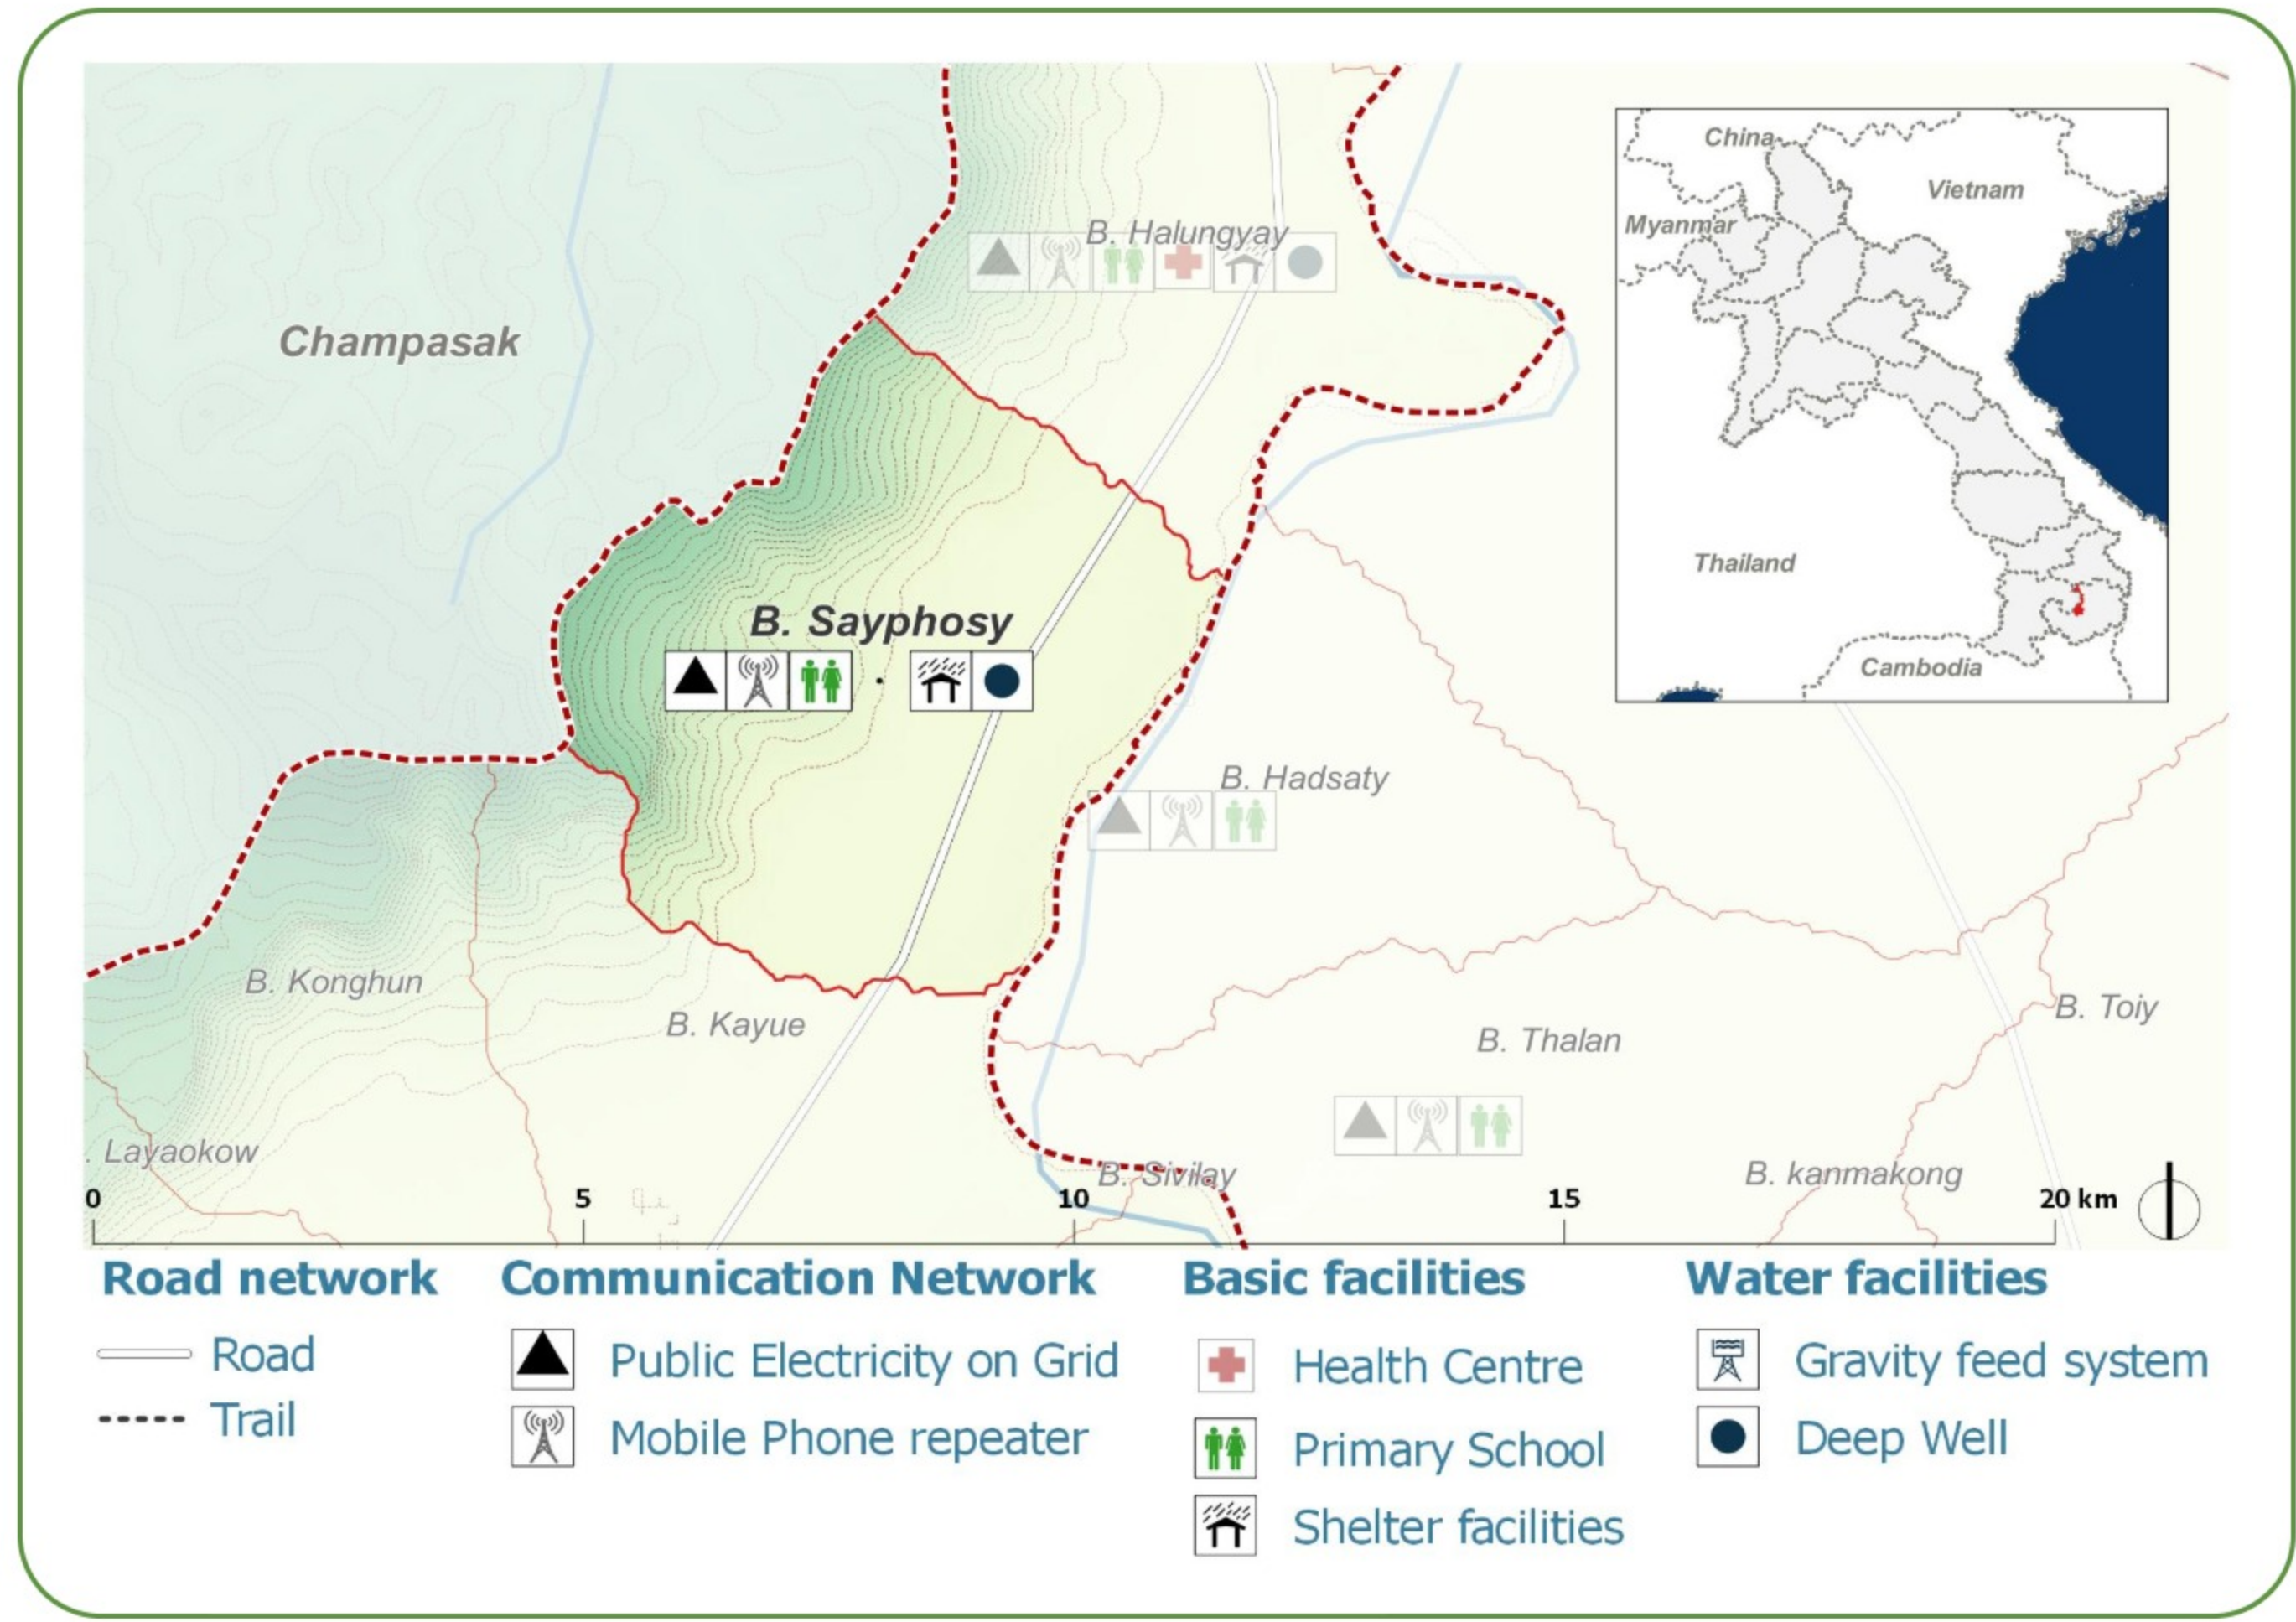 China
Vietnam
Myanmar
B. Halungyay
Champasak
Thailand
B. Sayphosy
Cambodia
B. Hadsaty
B. Konghun
B. Toiy
B. Kayue
B. Thalan
. Layaokow
B. Sivilay
B. kanmakong
0 5 10 15 20 km
Road network
Road
Trail
Communication Network
Public Electricity on Grid
Mobile Phone repeater
Basic facilities
Health Centre
Primary School
Shelter facilities
Water facilities
Gravity feed system
Deep Well